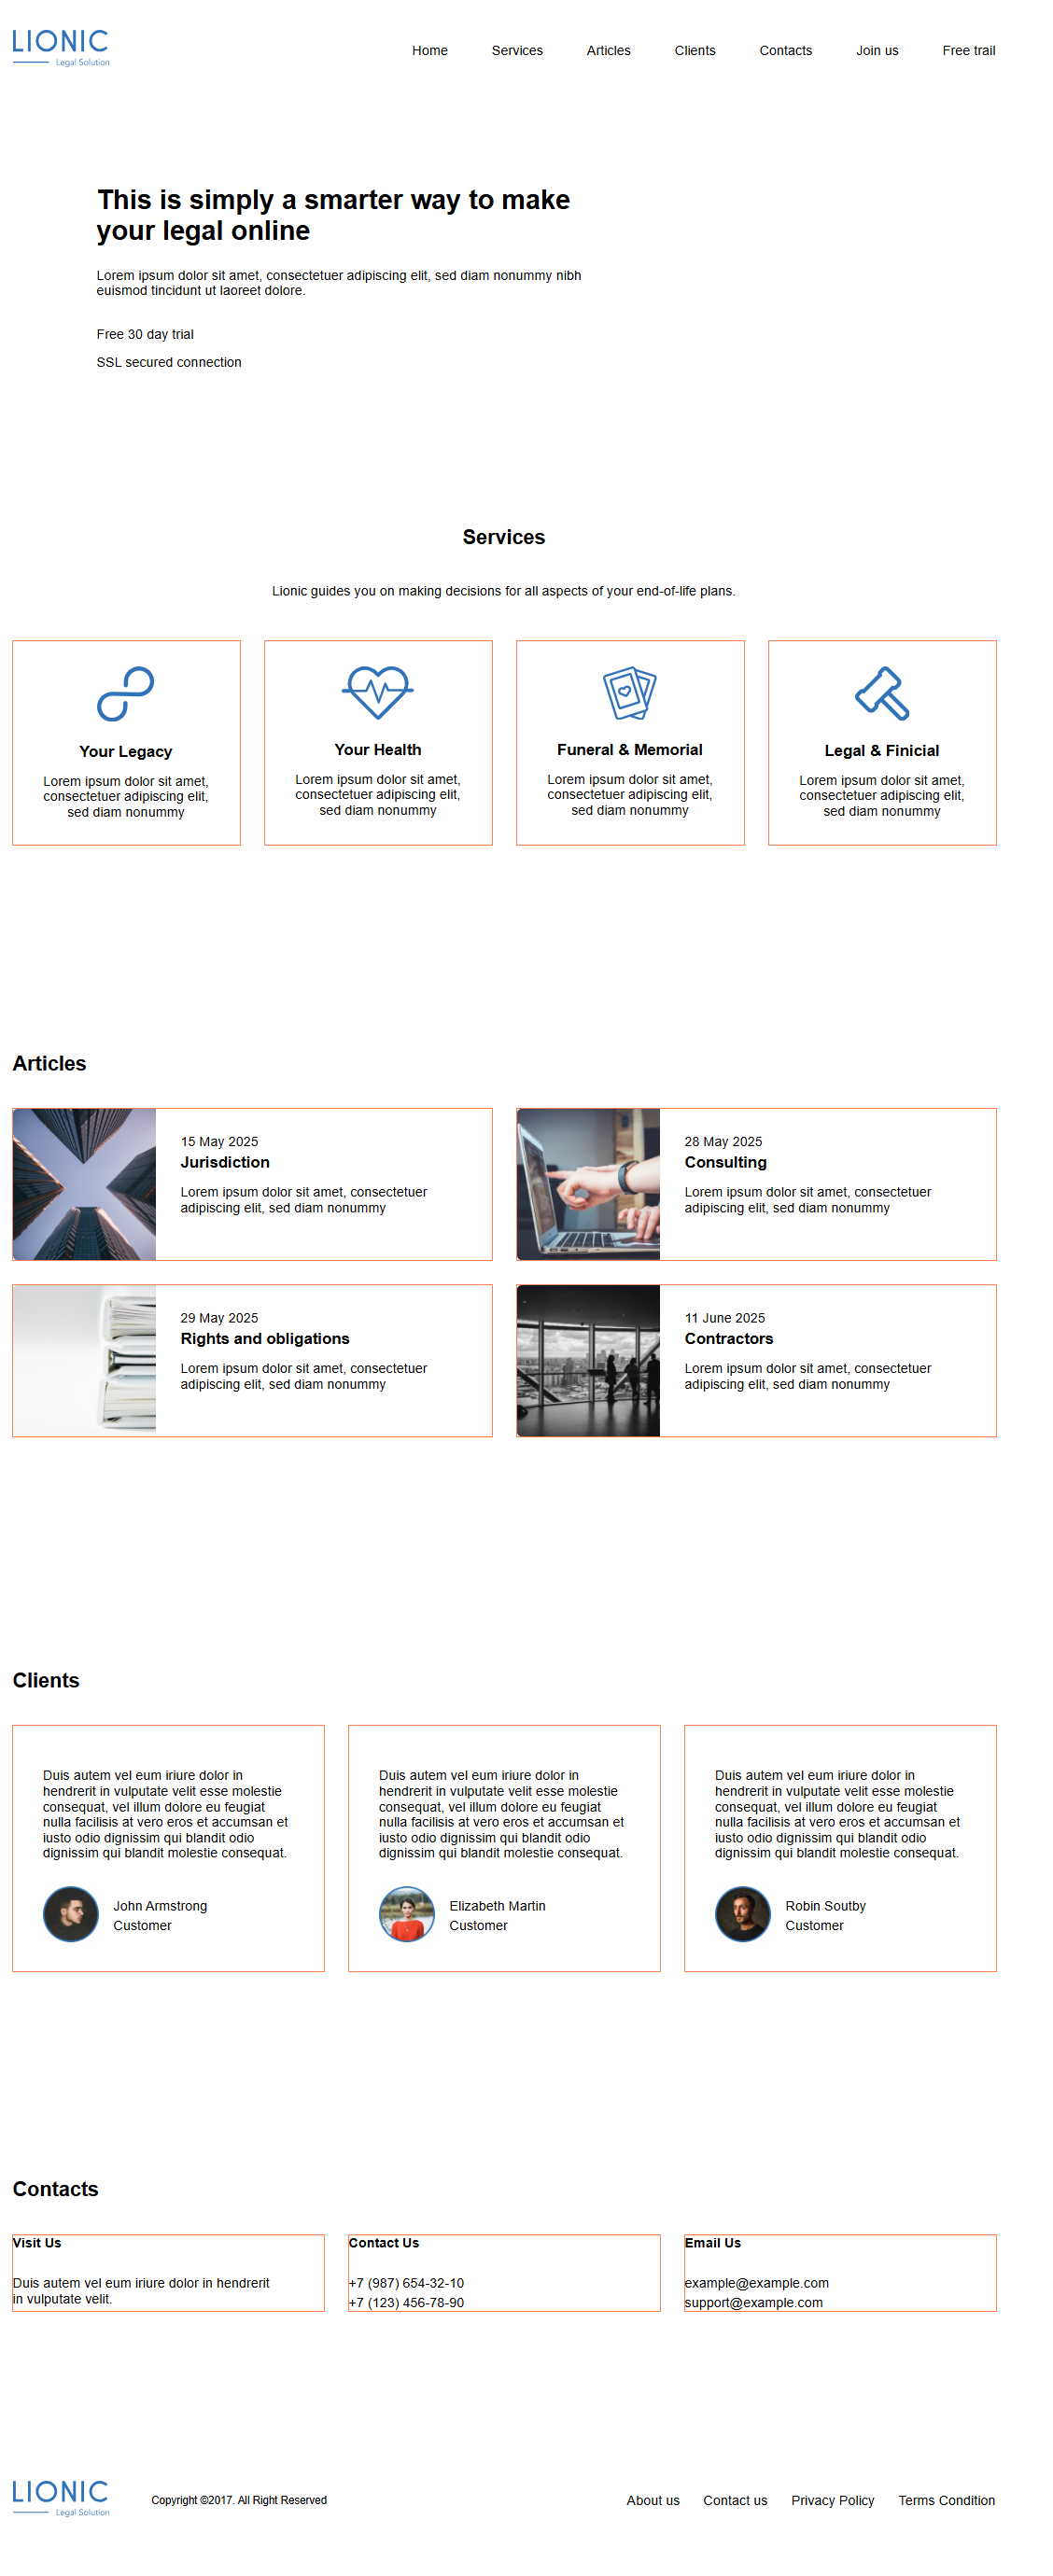 LIONIC
Legal Solution
Home Services Articles Clients Contacts Join us Free trail
This is simply a smarter way to make
your legal online
Lorem ipsum dolor sit amet, consectetuer adipiscing elit, sed diam nonummy nibh
euismod tincidunt ut laoreet dolore.
Free 30 day trial
SSL secured connection
Services
Lionic guides you on making decisions for all aspects of your end-of-life plans.
Your Legacy
Lorem ipsum dolor sit amet,
consectetuer adipiscing elit,
sed diam nonummy
Your Health
Lorem ipsum dolor sit amet,
consectetuer adipiscing elit,
sed diam nonummy
Funeral & Memorial
Lorem ipsum dolor sit amet,
consectetuer adipiscing elit,
sed diam nonummy
Legal & Finicial
Lorem ipsum dolor sit amet,
consectetuer adipiscing elit,
sed diam nonummy
Articles
15 May 2025
Jurisdiction
Lorem ipsum dolor sit amet, consectetuer
adipiscing elit, sed diam nonummy
28 May 2025
Consulting
Lorem ipsum dolor sit amet, consectetuer
adipiscing elit, sed diam nonummy
29 May 2025
Rights and obligations
Lorem ipsum dolor sit amet, consectetuer
adipiscing elit, sed diam nonummy
11 June 2025
Contractors
Lorem ipsum dolor sit amet, consectetuer
adipiscing elit, sed diam nonummy
Clients
Duis autem vel eum iriure dolor in
hendrerit in vulputate velit esse molestie
consequat, vel illum dolore eu feugiat
nulla facilisis at vero eros et accumsan et
iusto odio dignissim qui blandit odio
dignissim qui blandit molestie consequat.
John Armstrong
Customer
Duis autem vel eum iriure dolor in
hendrerit in vulputate velit esse molestie
consequat, vel illum dolore eu feugiat
nulla facilisis at vero eros et accumsan et
iusto odio dignissim qui blandit odio
dignissim qui blandit molestie consequat.
Elizabeth Martin
Customer
Duis autem vel eum iriure dolor in
hendrerit in vulputate velit esse molestie
consequat, vel illum dolore eu feugiat
nulla facilisis at vero eros et accumsan et
iusto odio dignissim qui blandit odio
dignissim qui blandit molestie consequat.
Robin Soutby
Customer
Contacts
Visit Us
Duis autem vel eum iriure dolor in hendrerit
in vulputate velit.
Contact Us
+7 (987) 654-32-10
+7 (123) 456-78-90
Email Us
example@example.com
support@example.com
LIONIC
Legal Solution
Copyright ©2017. All Right Reserved
About us Contact us Privacy Policy Terms Condition